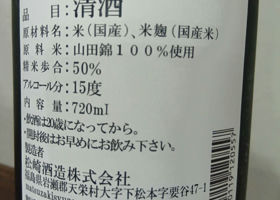 品 目:清酒
原材料名:米(国産)、米麹(国産米)
原 料 米:山田錦100%使用
精米歩合:50%
アルコール分:15度
内 容 量:720ml
・飲酒は20歳になってから。
・開封後はお早めにお飲み下さい。
製造者
松崎酒造株式会社
福島県岩瀬郡天栄村大字下松本字要谷47-1